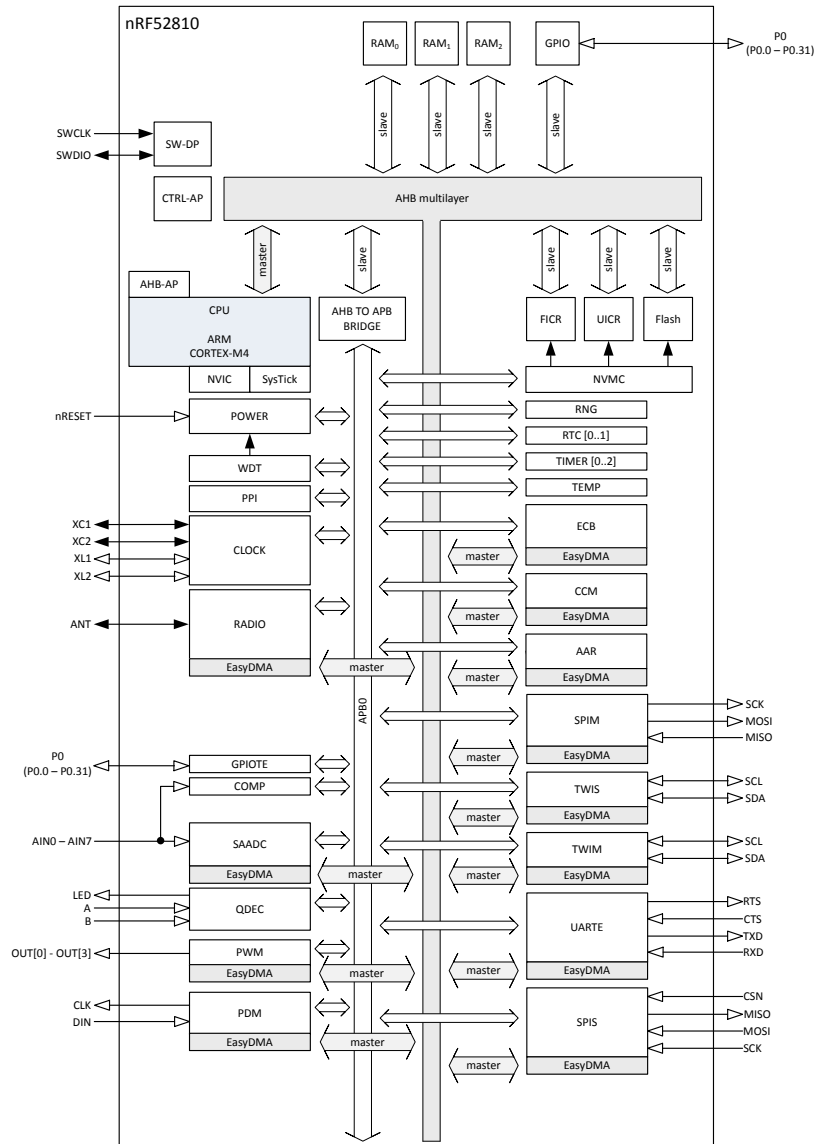 nRF52810
RAM₀ RAM₁ RAM₂ GPIO
P0
(P0.0 – P0.31)
slave slave slave slave
SWCLK
SWDIO
SW-DP
CTRL-AP
AHB multilayer
master slave slave slave slave
AHB-AP
CPU
ARM
CORTEX-M4
NVIC SysTick
AHB TO APB
BRIDGE
FICR UICR Flash
NVMC
nRESET POWER
RNG
RTC [0..1]
WDT
TIMER [0..2]
PPI
TEMP
XC1
XC2
XL1
XL2
CLOCK
ECB
master EasyDMA
ANT RADIO
EasyDMA master
CCM
master EasyDMA
AAR
master EasyDMA
APB0
SPIM
SCK
MOSI
MISO
master EasyDMA
P0
(P0.0 – P0.31)
GPIOTE
COMP
TWIS
SCL
SDA
master EasyDMA
AIN0 – AIN7 SAADC
EasyDMA master
TWIM
SCL
SDA
master EasyDMA
LED
A
B
QDEC
UARTE
RTS
CTS
TXD
RXD
master EasyDMA
OUT[0] - OUT[3] PWM
EasyDMA master
CLK
DIN
PDM
EasyDMA master
SPIS
CSN
MISO
MOSI
SCK
master EasyDMA